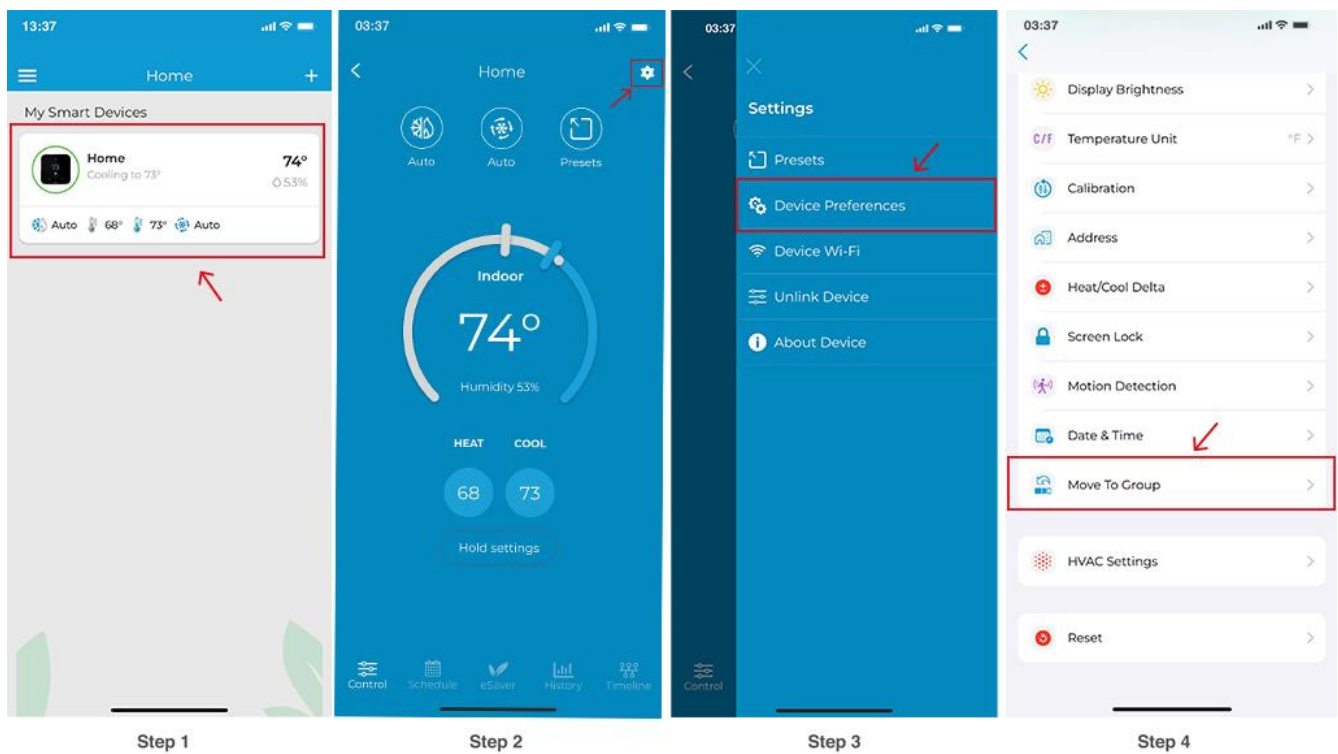 13:37
Home
My Smart Devices
Home
Cooling to 73°
74°
53%
Auto 68° 73° Auto
Step 1
03:37
Home
Auto Auto Presets
Indoor
74°
Humidity 53%
HEAT COOL
68 73
Hold settings
Control Schedule eSaver History Timeline
Step 2
03:37
Settings
Presets
Device Preferences
Device Wi-Fi
Unlink Device
About Device
Control
Step 3
03:37
Display Brightness
C/F Temperature Unit °F
Calibration
Address
Heat/Cool Delta
Screen Lock
Motion Detection
Date & Time
Move To Group
HVAC Settings
Reset
Step 4